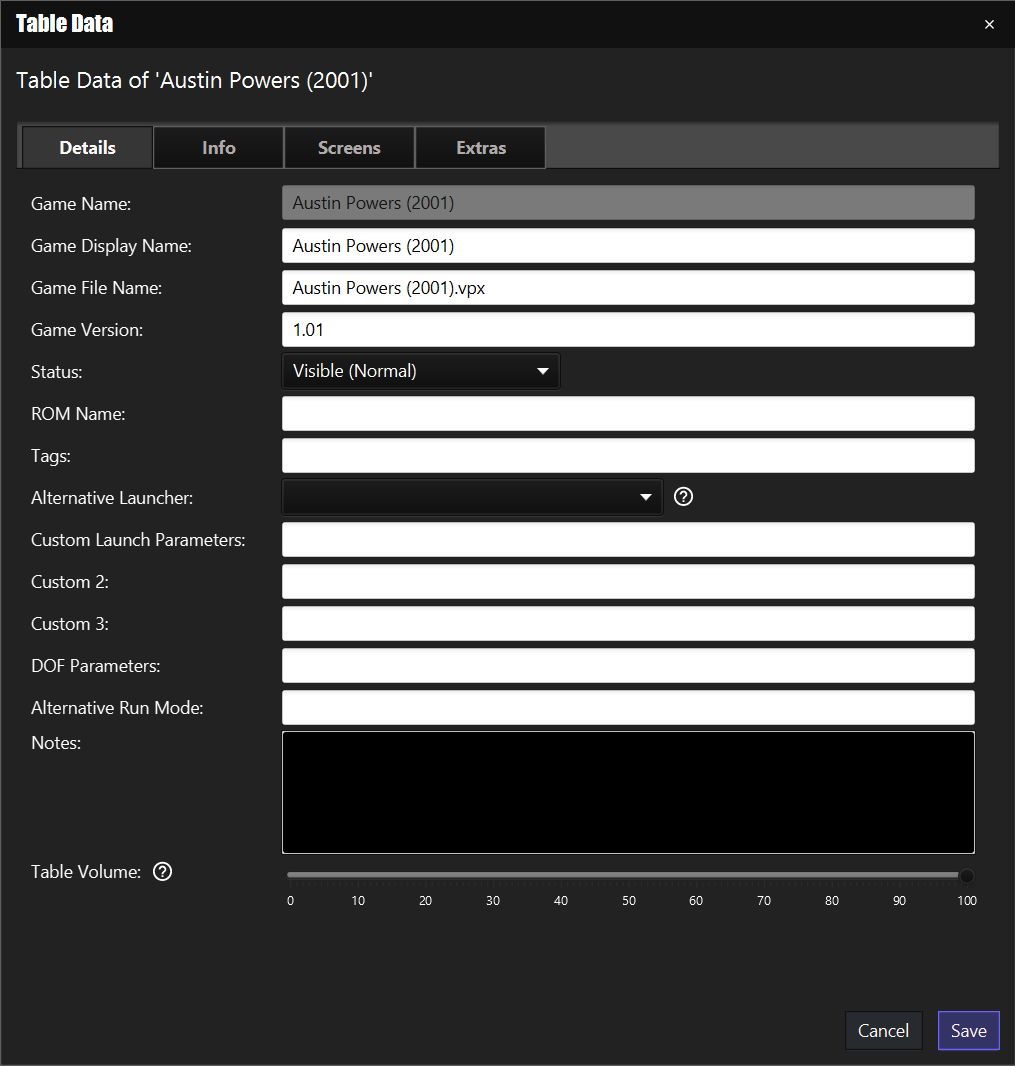 Table Data
×
Table Data of 'Austin Powers (2001)'
Details Info Screens Extras
Game Name: Austin Powers (2001)
Game Display Name: Austin Powers (2001)
Game File Name: Austin Powers (2001).vpx
Game Version: 1.01
Status: Visible (Normal)
ROM Name:
Tags:
Alternative Launcher: ?
Custom Launch Parameters:
Custom 2:
Custom 3:
DOF Parameters:
Alternative Run Mode:
Notes:
Table Volume: ?
0 10 20 30 40 50 60 70 80 90 100
Cancel Save